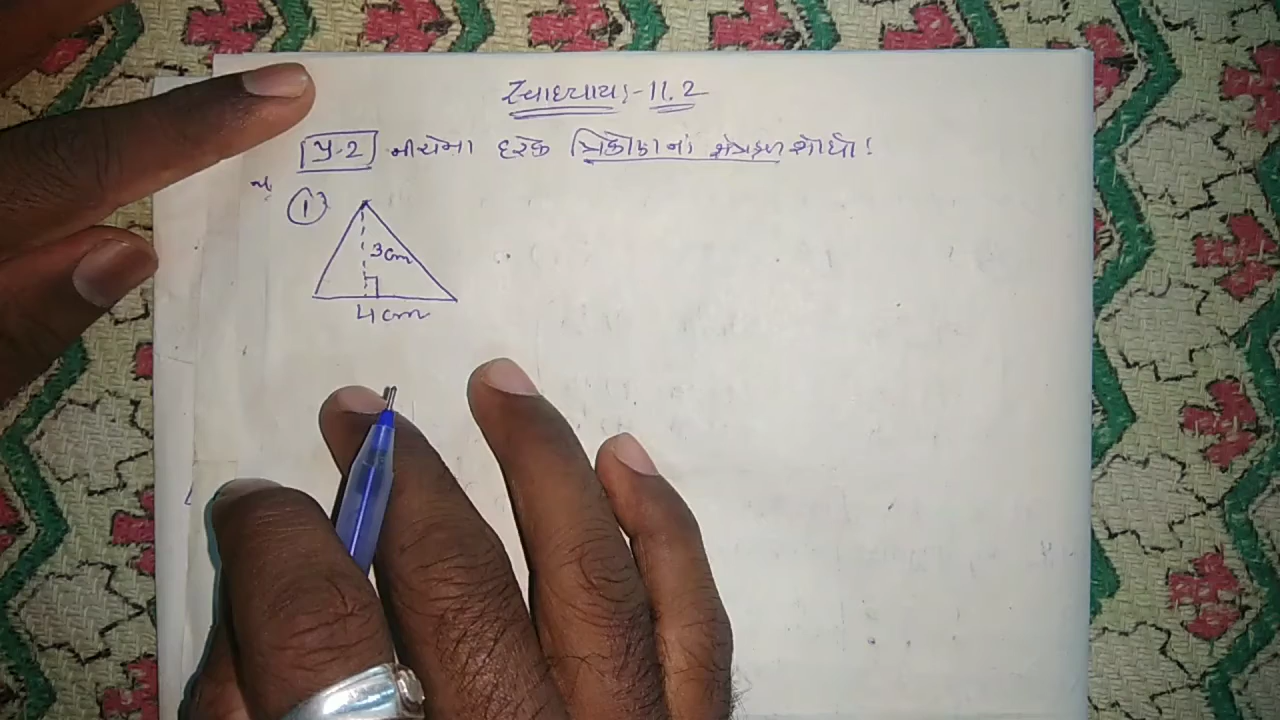 સ્વાધ્યાય:- 11.2
પ્ર-2 નીચેના દરેક ત્રિકોણનાં ક્ષેત્રફળ શોધો!
1
3cm
4cm